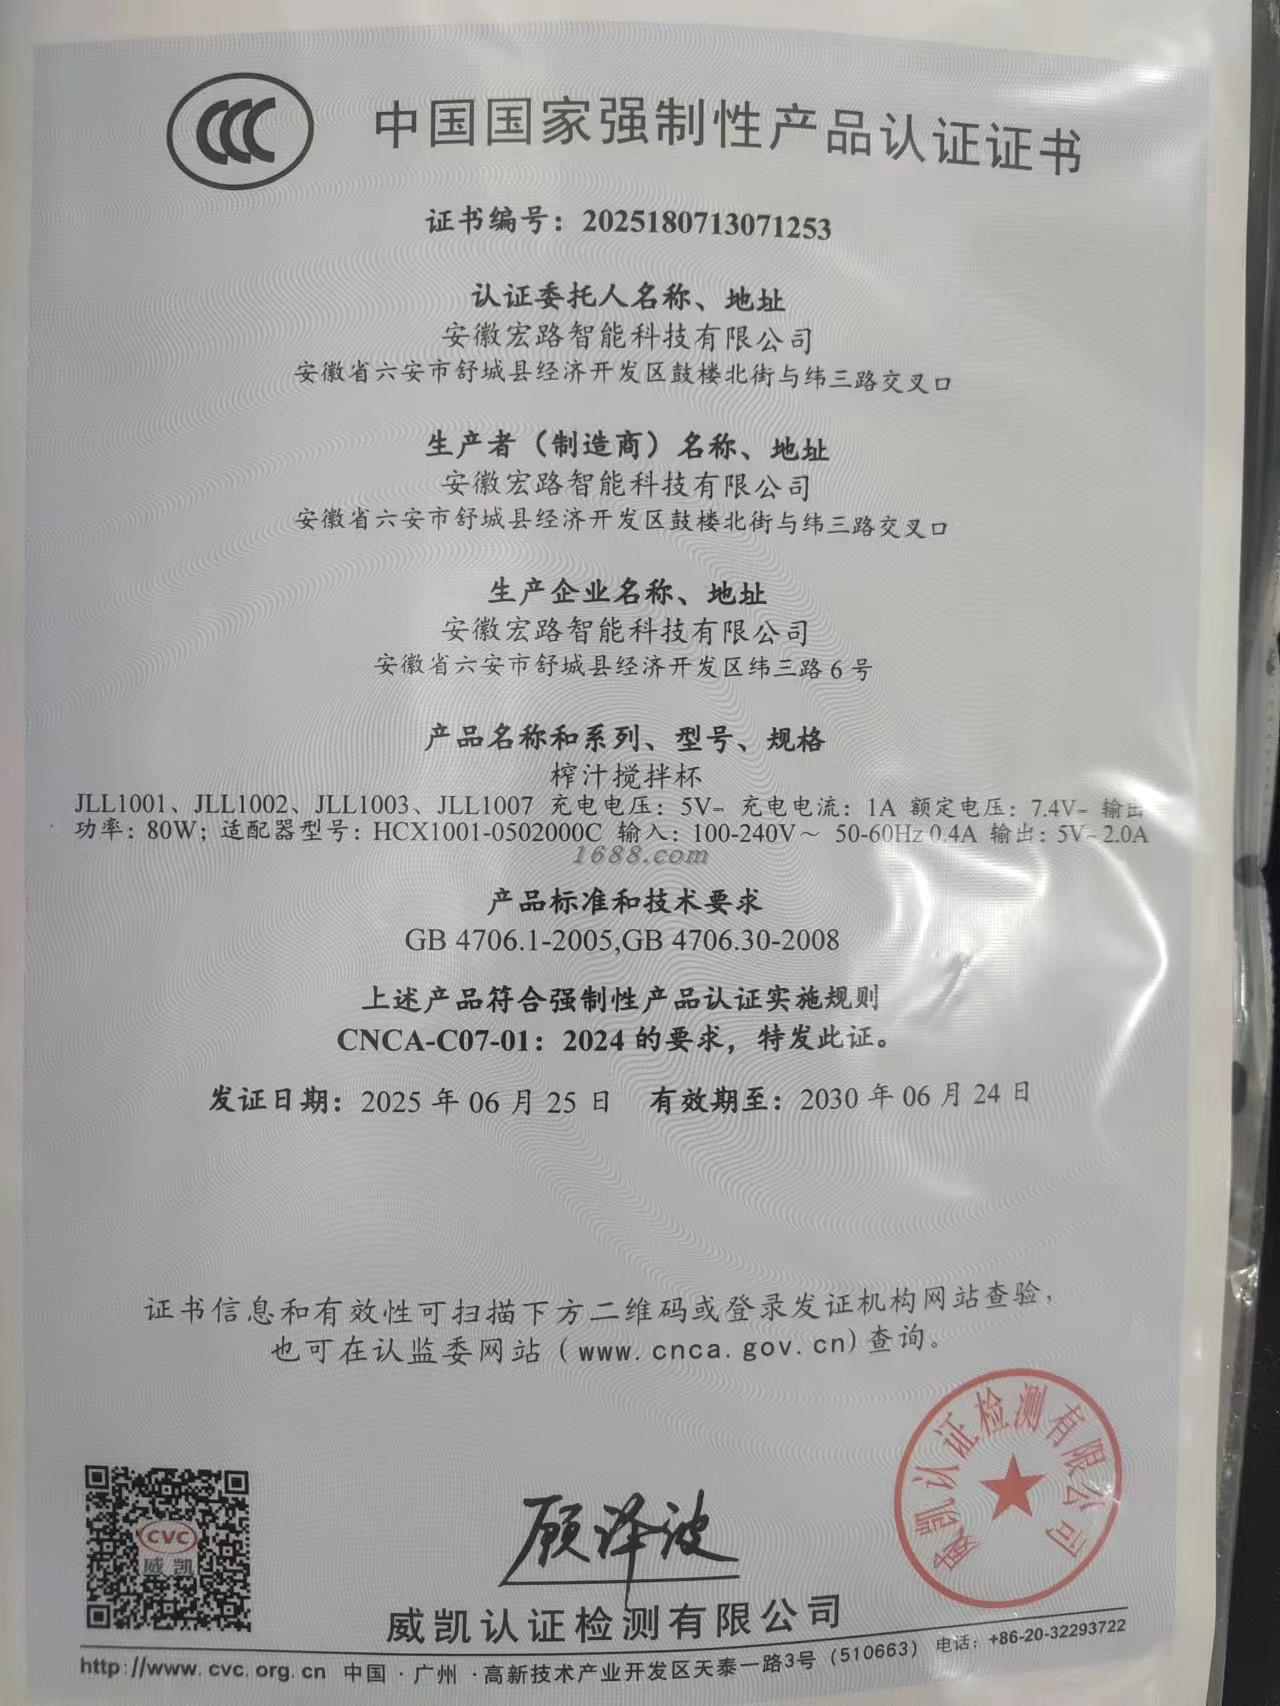 CCC
中国国家强制性产品认证证书
证书编号：2025180713071253
认证委托人名称、地址
安徽宏路智能科技有限公司
安徽省六安市舒城县经济开发区鼓楼北街与纬三路交叉口
生产者（制造商）名称、地址
安徽宏路智能科技有限公司
安徽省六安市舒城县经济开发区鼓楼北街与纬三路交叉口
生产企业名称、地址
安徽宏路智能科技有限公司
安徽省六安市舒城县经济开发区纬三路 6 号
产品名称和系列、型号、规格
榨汁搅拌杯
JLL1001、JLL1002、JLL1003、JLL1007 充电电压：5V⎓ 充电电流：1A 额定电压：7.4V⎓ 输出
功率：80W；适配器型号：HCX1001-0502000C 输入：100-240V～ 50-60Hz 0.4A 输出：5V⎓ 2.0A
1688.com
产品标准和技术要求
GB 4706.1-2005,GB 4706.30-2008
上述产品符合强制性产品认证实施规则
CNCA-C07-01：2024 的要求，特发此证。
发证日期：2025 年 06 月 25 日 有效期至：2030 年 06 月 24 日
证书信息和有效性可扫描下方二维码或登录发证机构网站查验，
也可在认监委网站（www.cnca.gov.cn)查询。
威凯认证检测有限公司
CVC
威凯
顾泽波
威凯认证检测有限公司
http://www.cvc.org.cn 中国·广州·高新技术产业开发区天泰一路3号（510663） 电话：+86-20-32293722